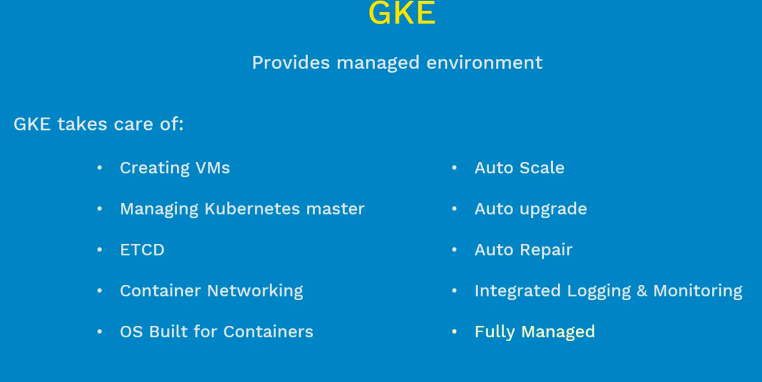 GKE
Provides managed environment
GKE takes care of:
• Creating VMs
• Managing Kubernetes master
• ETCD
• Container Networking
• OS Built for Containers
• Auto Scale
• Auto upgrade
• Auto Repair
• Integrated Logging & Monitoring
• Fully Managed